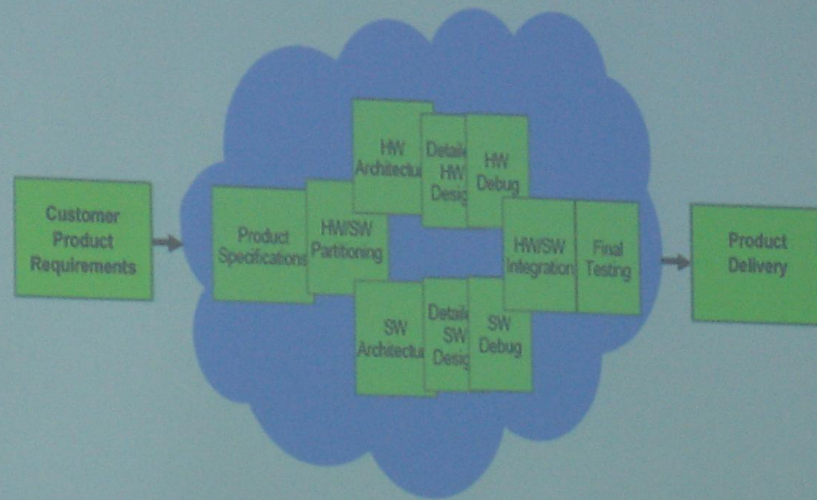 Customer
Product
Requirements
Product
Specifications
HW/SW
Partitioning
HW
Architectu
Detaile
HW
Desig
HW
Debug
SW
Architectu
Detaile
SW
Desig
SW
Debug
HW/SW
Integration
Final
Testing
Product
Delivery